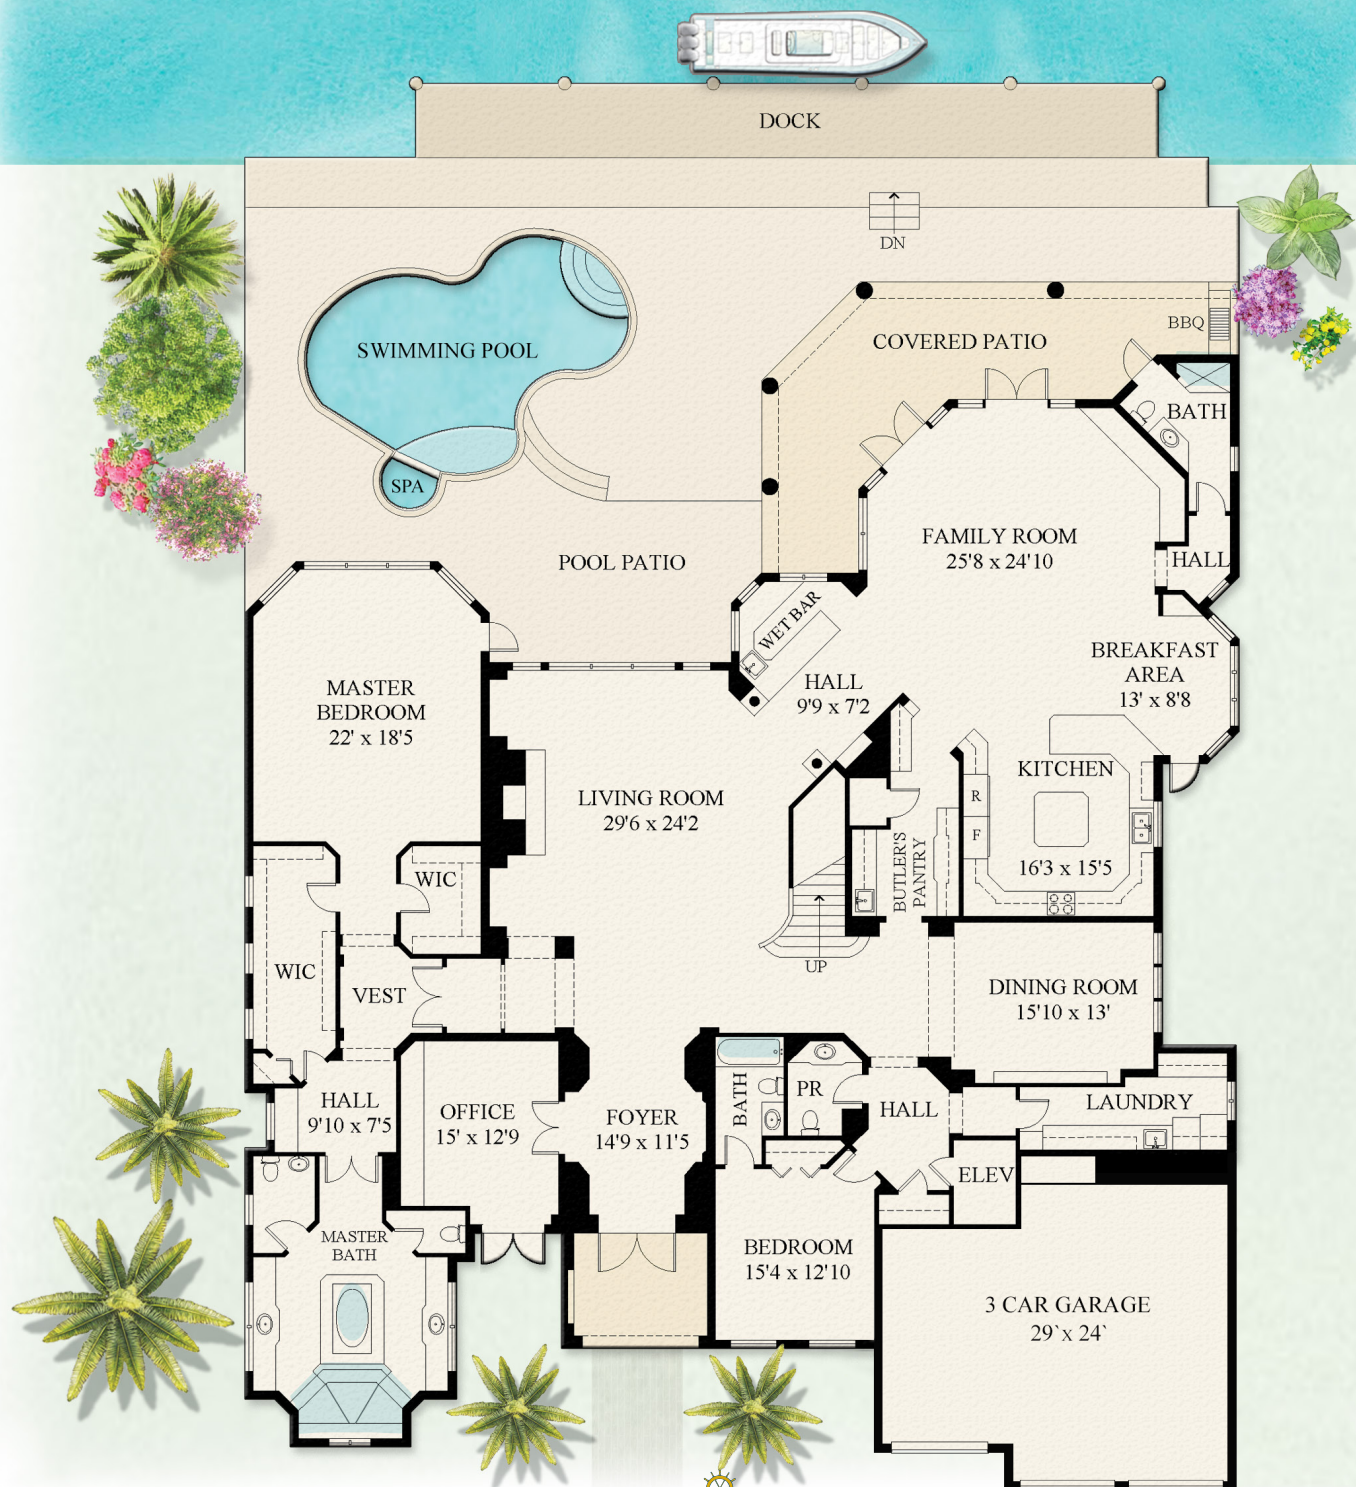 DOCK
DN
BBQ
SWIMMING POOL
COVERED PATIO
BATH
SPA
FAMILY ROOM
25'8 x 24'10
POOL PATIO
HALL
WET BAR
BREAKFAST
AREA
13' x 8'8
MASTER
BEDROOM
22' x 18'5
HALL
9'9 x 7'2
KITCHEN
LIVING ROOM
29'6 x 24'2
R
F
16'3 x 15'5
BUTLER'S
PANTRY
WIC
WIC
UP
VEST
DINING ROOM
15'10 x 13'
HALL
9'10 x 7'5
OFFICE
15' x 12'9
FOYER
14'9 x 11'5
BATH
PR
HALL
LAUNDRY
ELEV
MASTER
BATH
BEDROOM
15'4 x 12'10
3 CAR GARAGE
29`x 24`